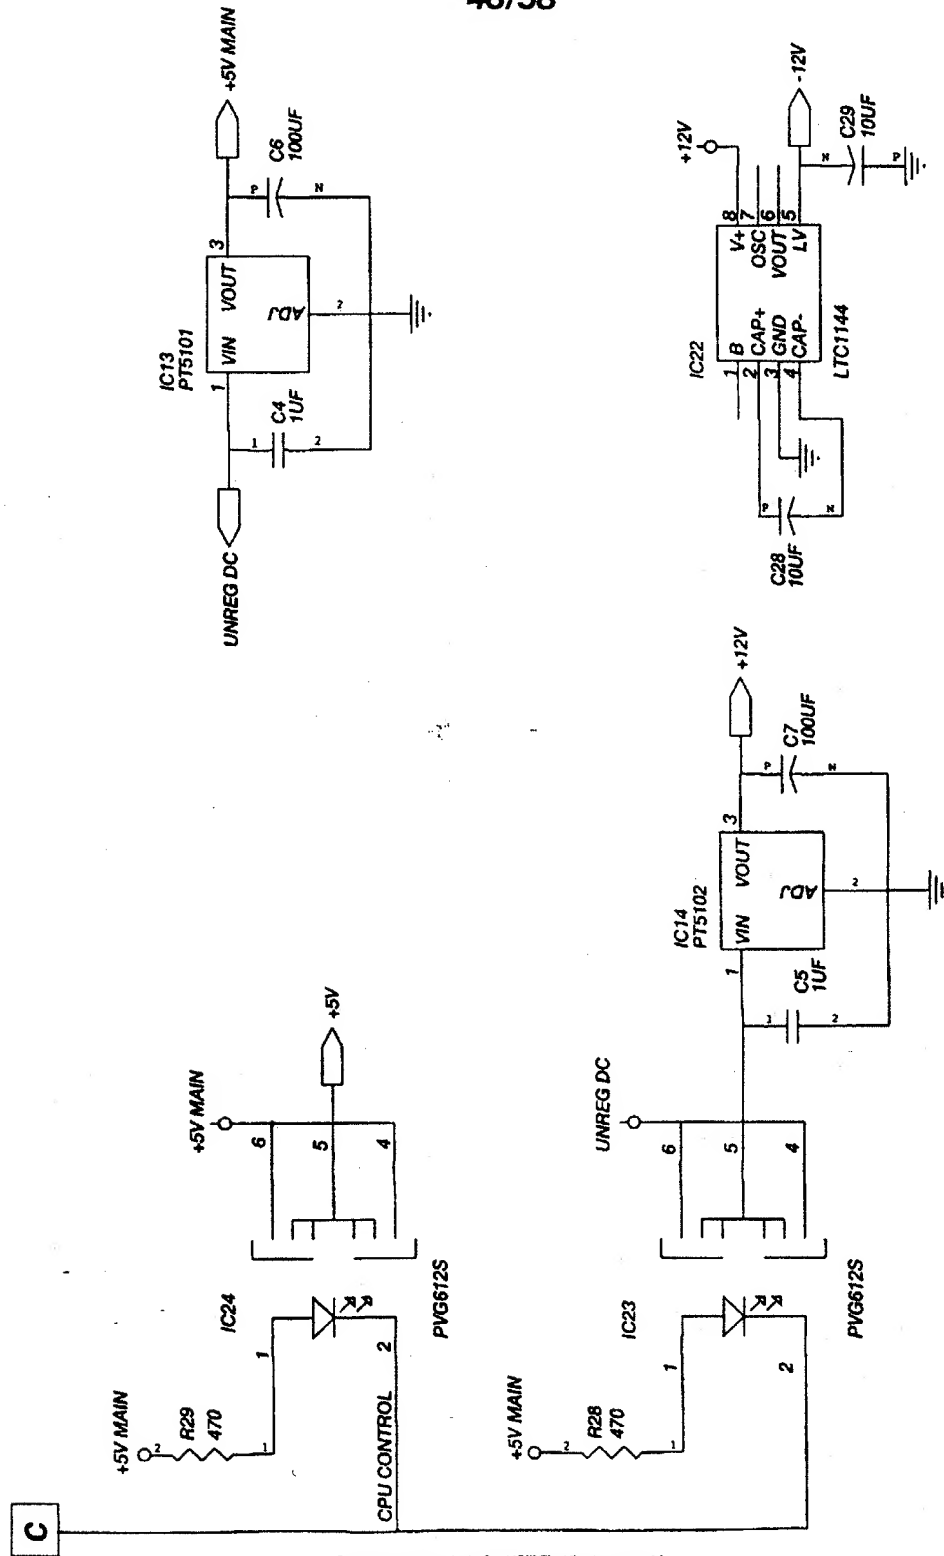 46/58
+5V MAIN
C6
100UF
P
N
3
VOUT
ADJ
2
VIN
IC13
PT5101
1
C4
1UF
1
2
UNREG DC
-12V
C29
10UF
N
P
+12V
8
7
6
5
V+
OSC
VOUT
LV
B
CAP+
GND
CAP-
IC22
1
2
3
4
LTC1144
P
N
C28
10UF
+12V
C7
100UF
P
N
3
VOUT
ADJ
2
VIN
IC14
PT5102
1
C5
1UF
1
2
+5V
+5V MAIN
6
5
4
IC24
PVG612S
1
2
+5V MAIN
2
R29
470
1
CPU CONTROL
UNREG DC
6
5
4
IC23
PVG612S
1
2
+5V MAIN
2
R28
470
1
C